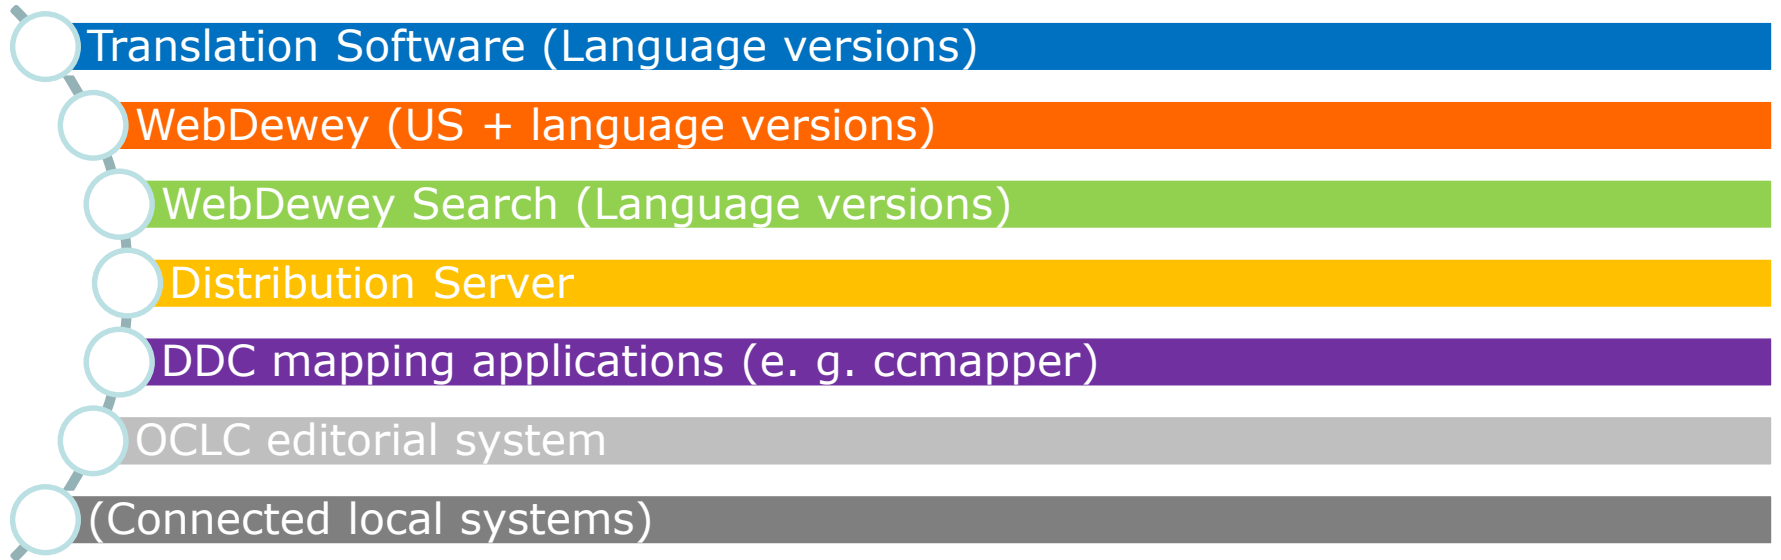 Translation Software (Language versions)
WebDewey (US + language versions)
WebDewey Search (Language versions)
Distribution Server
DDC mapping applications (e. g. ccmapper)
OCLC editorial system
(Connected local systems)